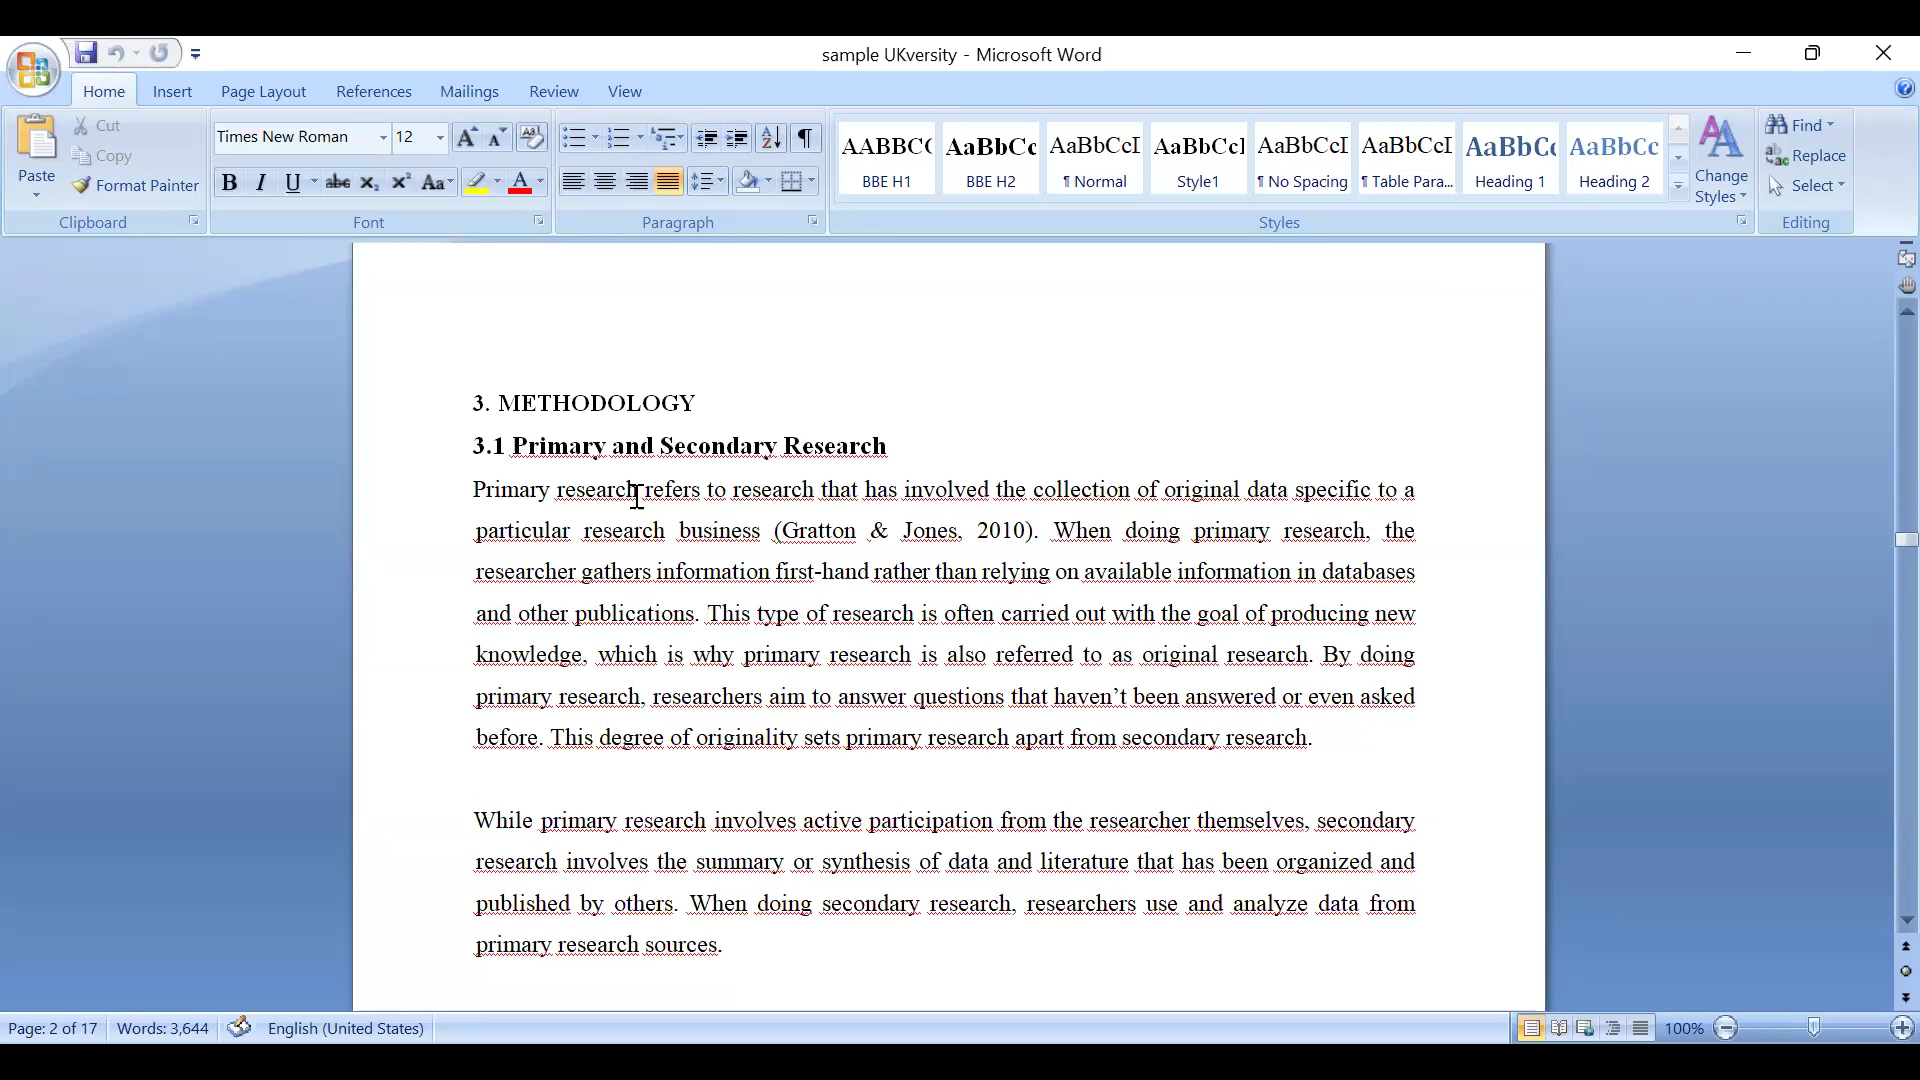 sample UKversity - Microsoft Word
Home Insert Page Layout References Mailings Review View
Paste
Cut
Copy
Format Painter
Clipboard
Times New Roman 12
B I U abc x₂ x² Aa
Font
Paragraph
AABBC( AaBbCc AaBbCcI AaBbCcI AaBbCcI AaBbCcI AaBbC( AaBbCc
BBE H1 BBE H2 ¶ Normal Style1 ¶ No Spacing ¶ Table Para... Heading 1 Heading 2
Change
Styles
Styles
Find
Replace
Select
Editing
3. METHODOLOGY
3.1 Primary and Secondary Research
Primary research refers to research that has involved the collection of original data specific to a
particular research business (Gratton & Jones, 2010). When doing primary research, the
researcher gathers information first-hand rather than relying on available information in databases
and other publications. This type of research is often carried out with the goal of producing new
knowledge, which is why primary research is also referred to as original research. By doing
primary research, researchers aim to answer questions that haven’t been answered or even asked
before. This degree of originality sets primary research apart from secondary research.
While primary research involves active participation from the researcher themselves, secondary
research involves the summary or synthesis of data and literature that has been organized and
published by others. When doing secondary research, researchers use and analyze data from
primary research sources.
Page: 2 of 17 Words: 3,644 English (United States) 100%